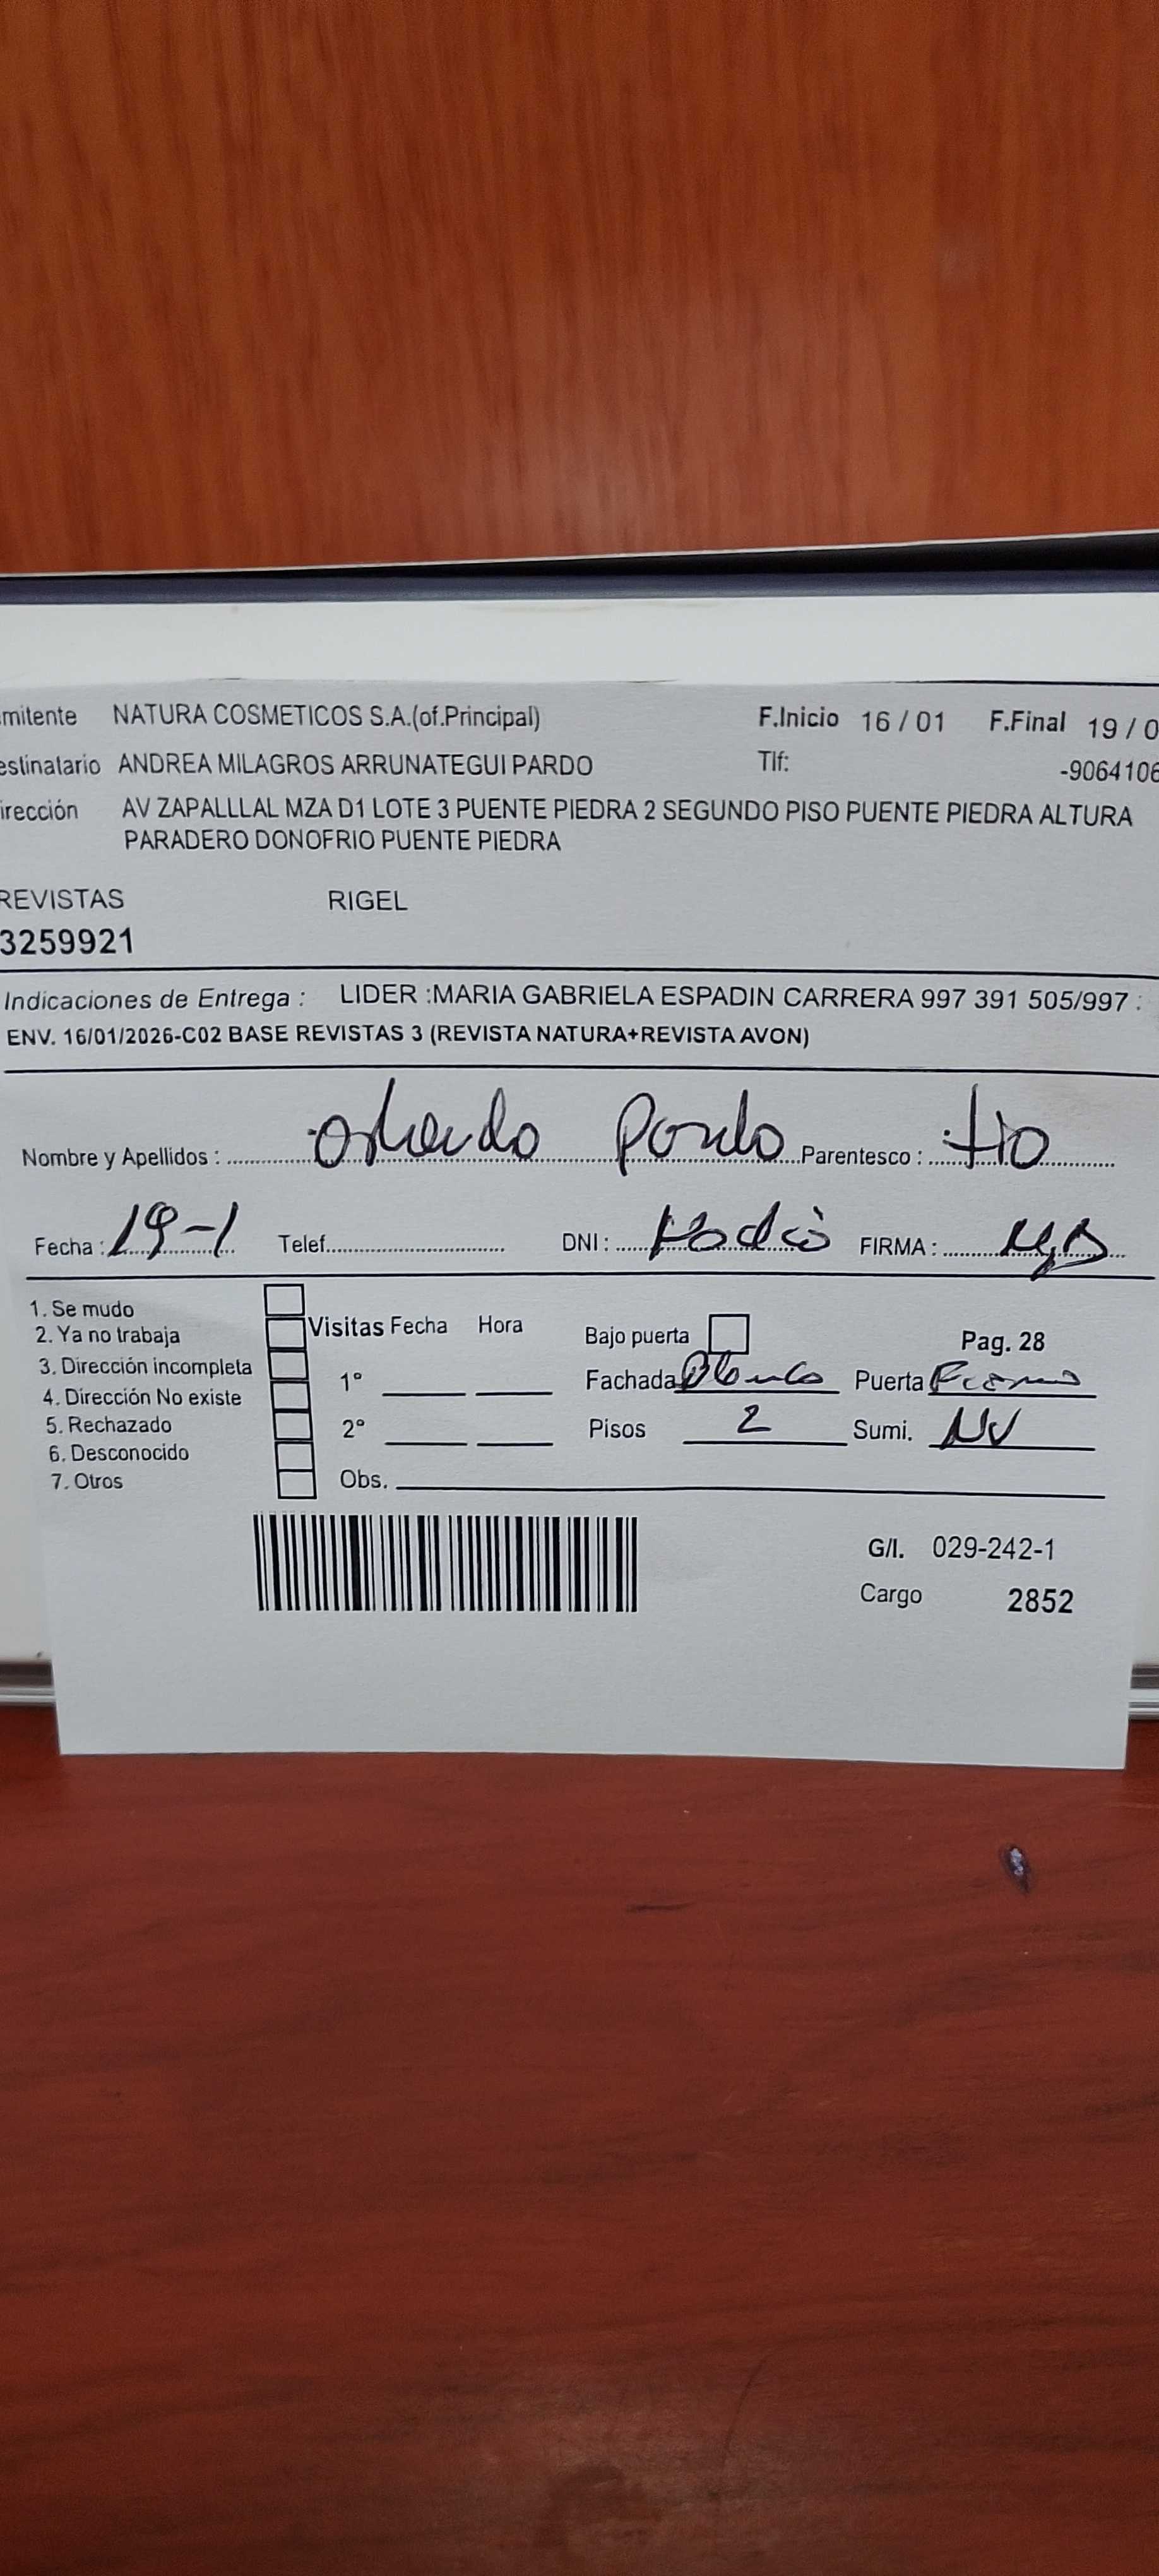 mitente NATURA COSMETICOS S.A.(of.Principal) F.Inicio 16 / 01 F.Final 19 / 0
estinatario ANDREA MILAGROS ARRUNATEGUI PARDO Tlf: -9064106
irección AV ZAPALLLAL MZA D1 LOTE 3 PUENTE PIEDRA 2 SEGUNDO PISO PUENTE PIEDRA ALTURA
PARADERO DONOFRIO PUENTE PIEDRA
REVISTAS RIGEL
3259921
Indicaciones de Entrega : LIDER :MARIA GABRIELA ESPADIN CARRERA 997 391 505/997
ENV. 16/01/2026-C02 BASE REVISTAS 3 (REVISTA NATURA+REVISTA AVON)
Nombre y Apellidos : Orlando Pardo Parentesco : tio
Fecha : 19-1 Telef. DNI : FIRMA :
1. Se mudo
2. Ya no trabaja Visitas Fecha Hora Bajo puerta Pag. 28
3. Dirección incompleta 1° Fachada Blanco Puerta
4. Dirección No existe
5. Rechazado 2° Pisos 2 Sumi. NV
6. Desconocido
7. Otros Obs.
G/I. 029-242-1
Cargo 2852